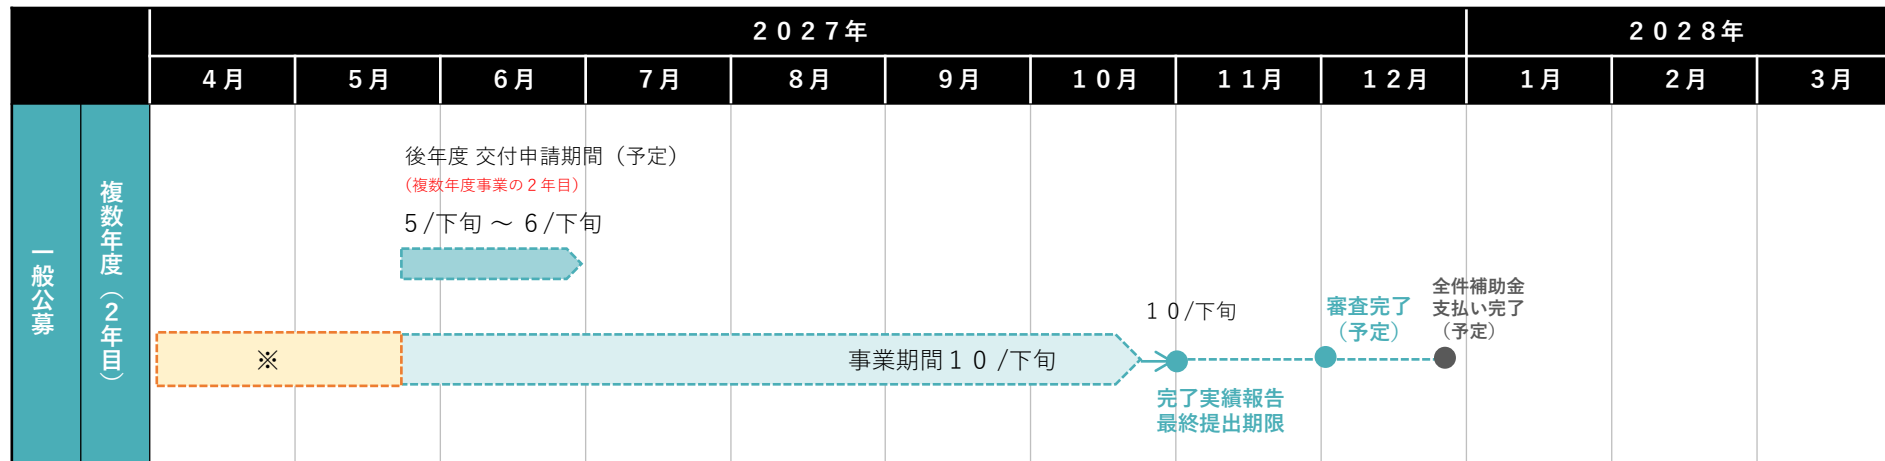 ２０２７年
２０２８年
４月
５月
６月
７月
８月
９月
１０月
１１月
１２月
１月
２月
３月
一般公募
複数年度（２年目）
後年度 交付申請期間（予定）
（複数年度事業の２年目）
５/下旬 ～ ６/下旬
※
事業期間１０/下旬
１０/下旬
完了実績報告
最終提出期限
審査完了
（予定）
全件補助金
支払い完了
（予定）